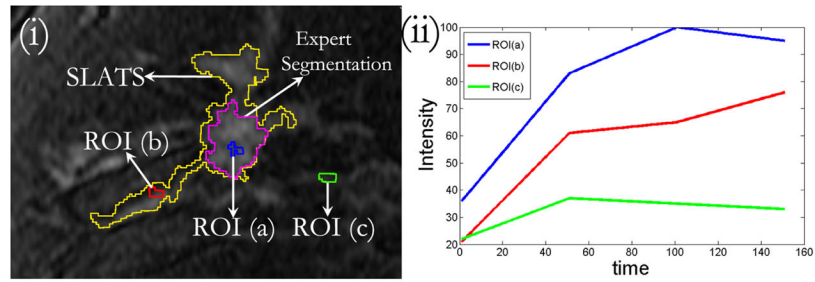 (i)
SLATS
Expert
Segmentation
ROI (b)
ROI (a)
ROI (c)
(ii)
ROI(a)
ROI(b)
ROI(c)
Intensity
100
90
80
70
60
50
40
30
20
0 20 40 60 80 100 120 140 160
time